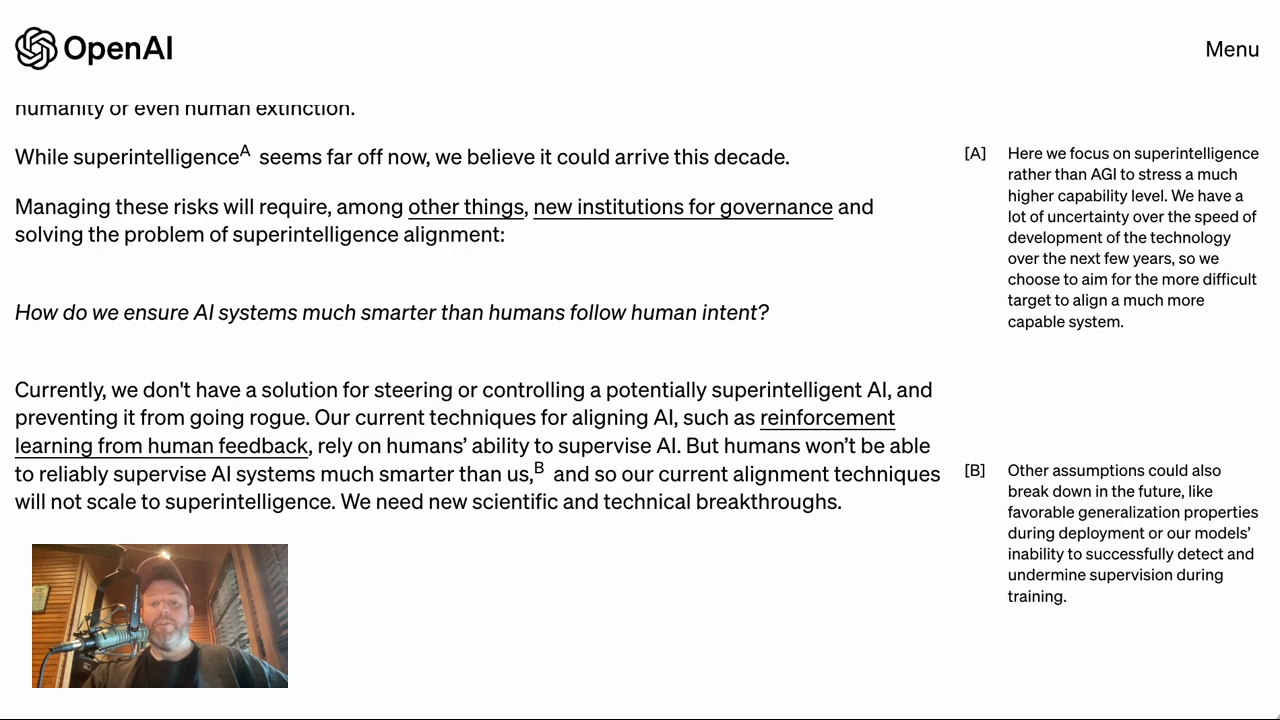 OpenAI
Menu
humanity or even human extinction.
While superintelligenceA seems far off now, we believe it could arrive this decade.
Managing these risks will require, among other things, new institutions for governance and
solving the problem of superintelligence alignment:
How do we ensure AI systems much smarter than humans follow human intent?
Currently, we don't have a solution for steering or controlling a potentially superintelligent AI, and
preventing it from going rogue. Our current techniques for aligning AI, such as reinforcement
learning from human feedback, rely on humans’ ability to supervise AI. But humans won’t be able
to reliably supervise AI systems much smarter than us,B and so our current alignment techniques
will not scale to superintelligence. We need new scientific and technical breakthroughs.
[A] Here we focus on superintelligence
rather than AGI to stress a much
higher capability level. We have a
lot of uncertainty over the speed of
development of the technology
over the next few years, so we
choose to aim for the more difficult
target to align a much more
capable system.
[B] Other assumptions could also
break down in the future, like
favorable generalization properties
during deployment or our models’
inability to successfully detect and
undermine supervision during
training.